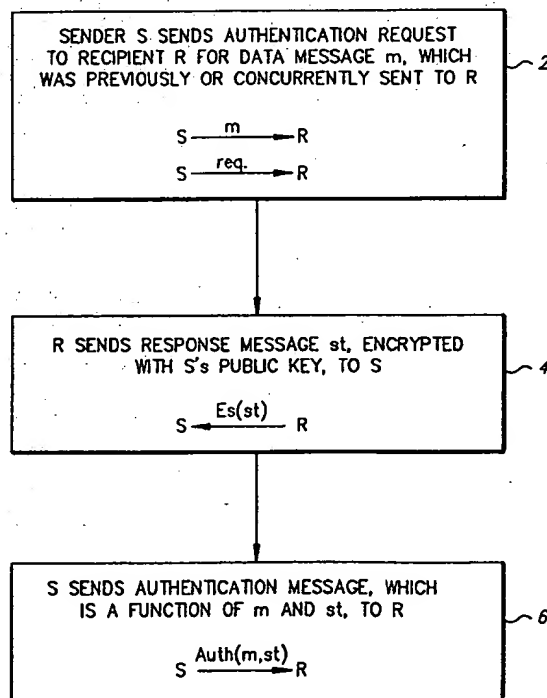 SENDER S SENDS AUTHENTICATION REQUEST
TO RECIPIENT R FOR DATA MESSAGE m, WHICH
WAS PREVIOUSLY OR CONCURRENTLY SENT TO R
2
m
S R
req.
S R
R SENDS RESPONSE MESSAGE st, ENCRYPTED
WITH S's PUBLIC KEY, TO S
4
Es(st)
S R
S SENDS AUTHENTICATION MESSAGE, WHICH
IS A FUNCTION OF m AND st, TO R
6
Auth(m,st)
S R